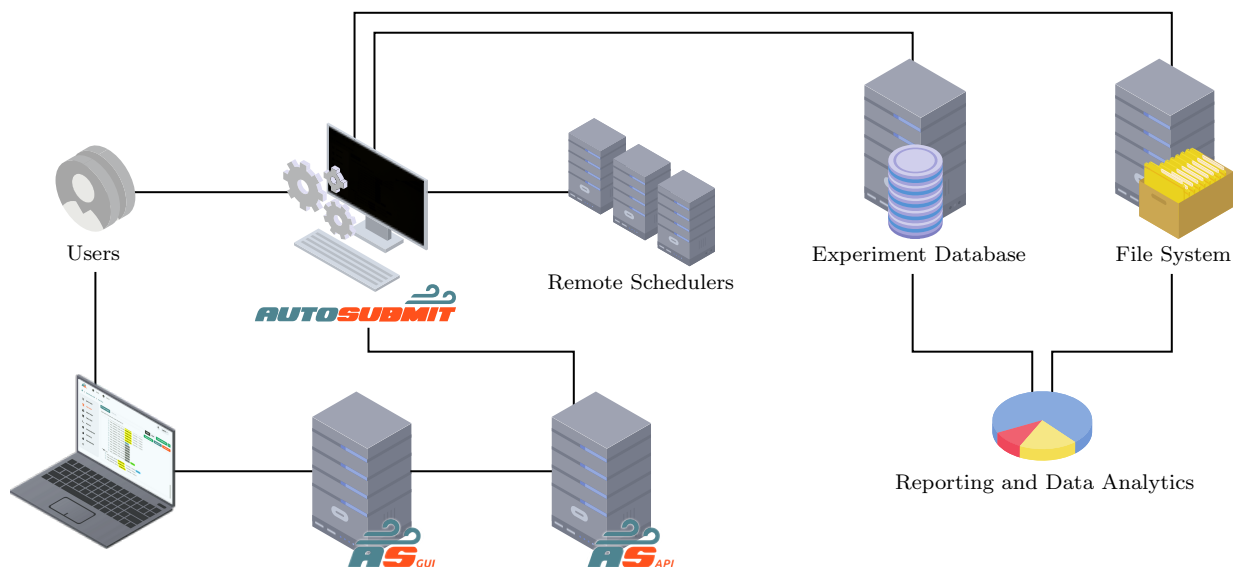 Users
Remote Schedulers
Experiment Database
File System
AUTOSUBMIT
Reporting and Data Analytics
AS GUI
AS API